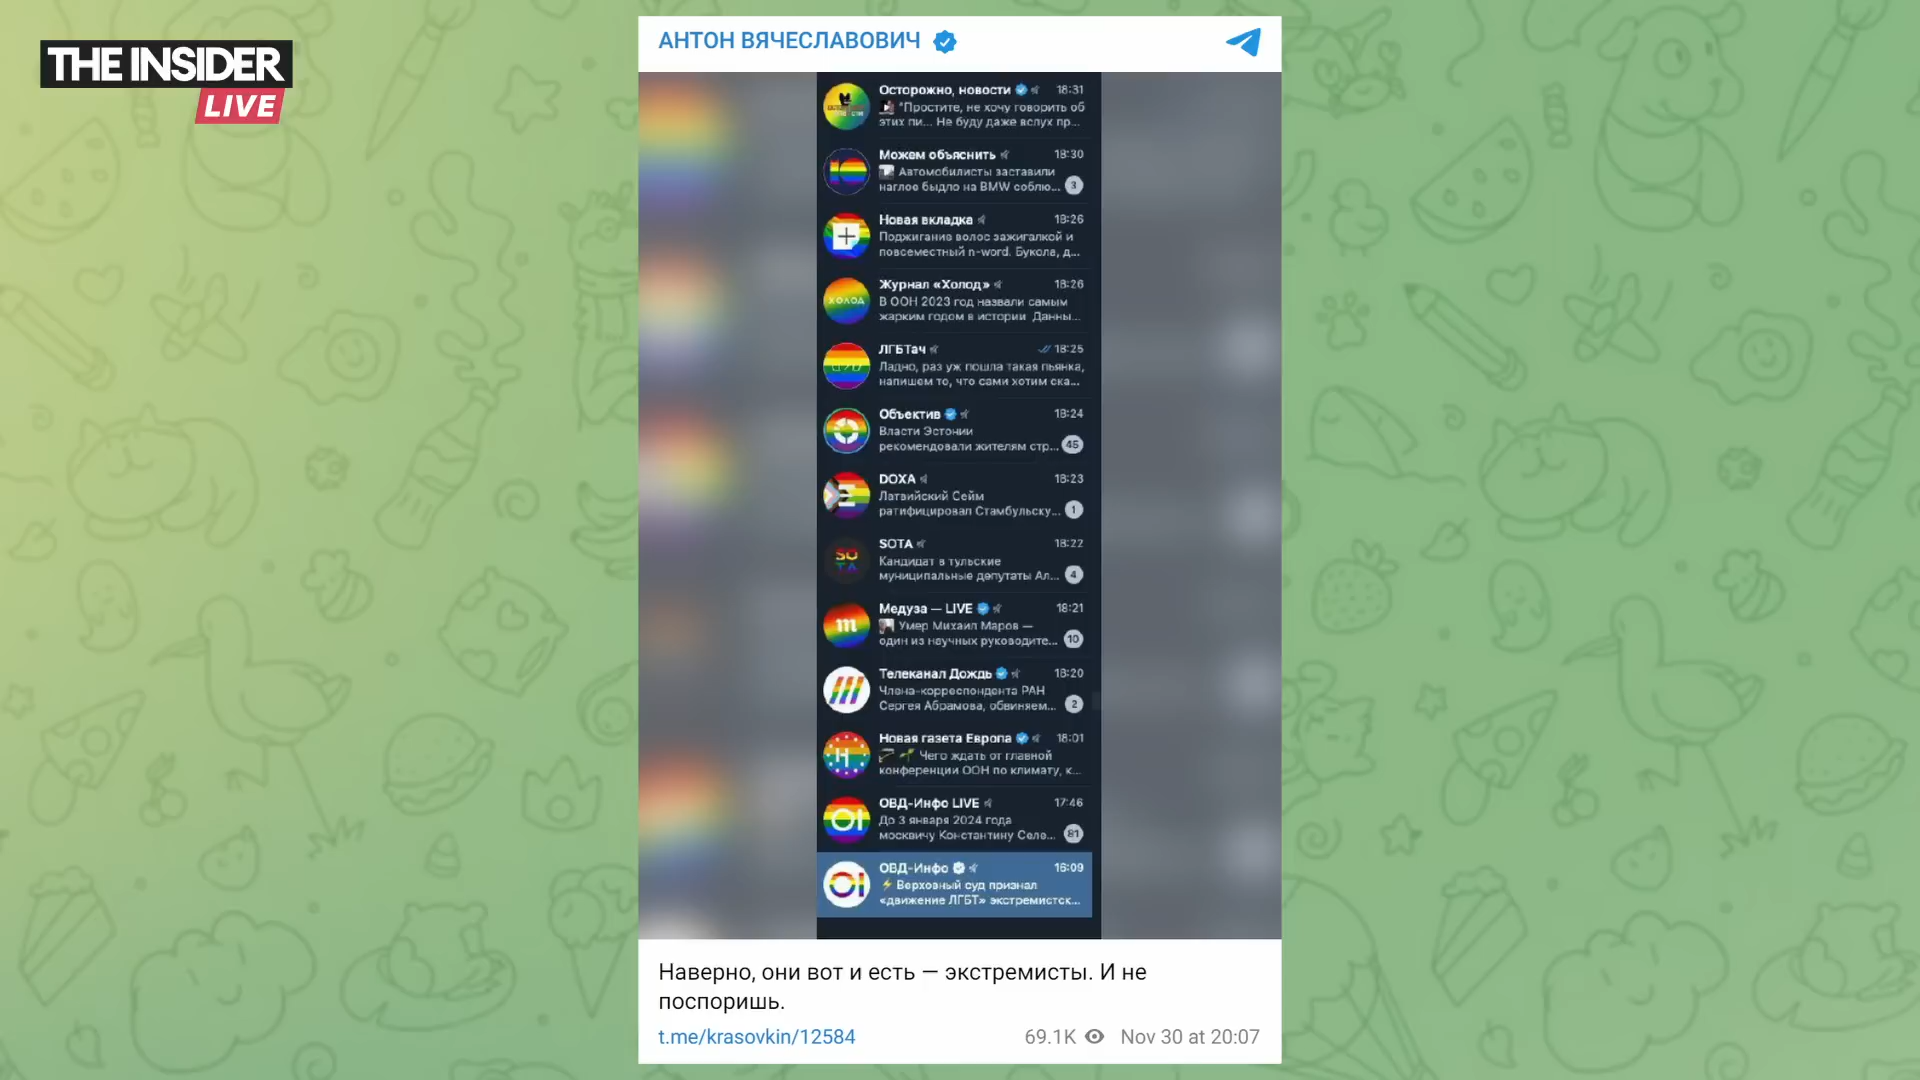 THE INSIDER
LIVE
АНТОН ВЯЧЕСЛАВОВИЧ
Осторожно, новости 18:31
"Простите, не хочу говорить об
этих пи... Не буду даже вслух пр...
Можем объяснить 18:30
Автомобилисты заставили
наглое быдло на BMW соблю... 3
Новая вкладка 18:26
Поджигание волос зажигалкой и
повсеместный n-word. Букола, д...
ХОЛОД
Журнал «Холод» 18:26
В ООН 2023 год назвали самым
жарким годом в истории Данны...
ЛГБТач 18:25
Ладно, раз уж пошла такая пьянка,
напишем то, что сами хотим ска...
Объектив 18:24
Власти Эстонии
рекомендовали жителям стр... 45
DOXA 18:23
Латвийский Сейм
ратифицировал Стамбульску... 1
SO
TA
SOTA 18:22
Кандидат в тульские
муниципальные депутаты Ал... 4
m
Медуза — LIVE 18:21
Умер Михаил Маров —
один из научных руководите... 10
Телеканал Дождь 18:20
Члена-корреспондента РАН
Сергея Абрамова, обвиняем... 2
Н
Новая газета Европа 18:01
Чего ждать от главной
конференции ООН по климату, к...
OI
ОВД-Инфо LIVE 17:46
До 3 января 2024 года
москвичу Константину Селе... 81
OI
ОВД-Инфо 16:09
Верховный суд признал
«движение ЛГБТ» экстремистск...
Наверно, они вот и есть — экстремисты. И не
поспоришь.
t.me/krasovkin/12584 69.1K Nov 30 at 20:07